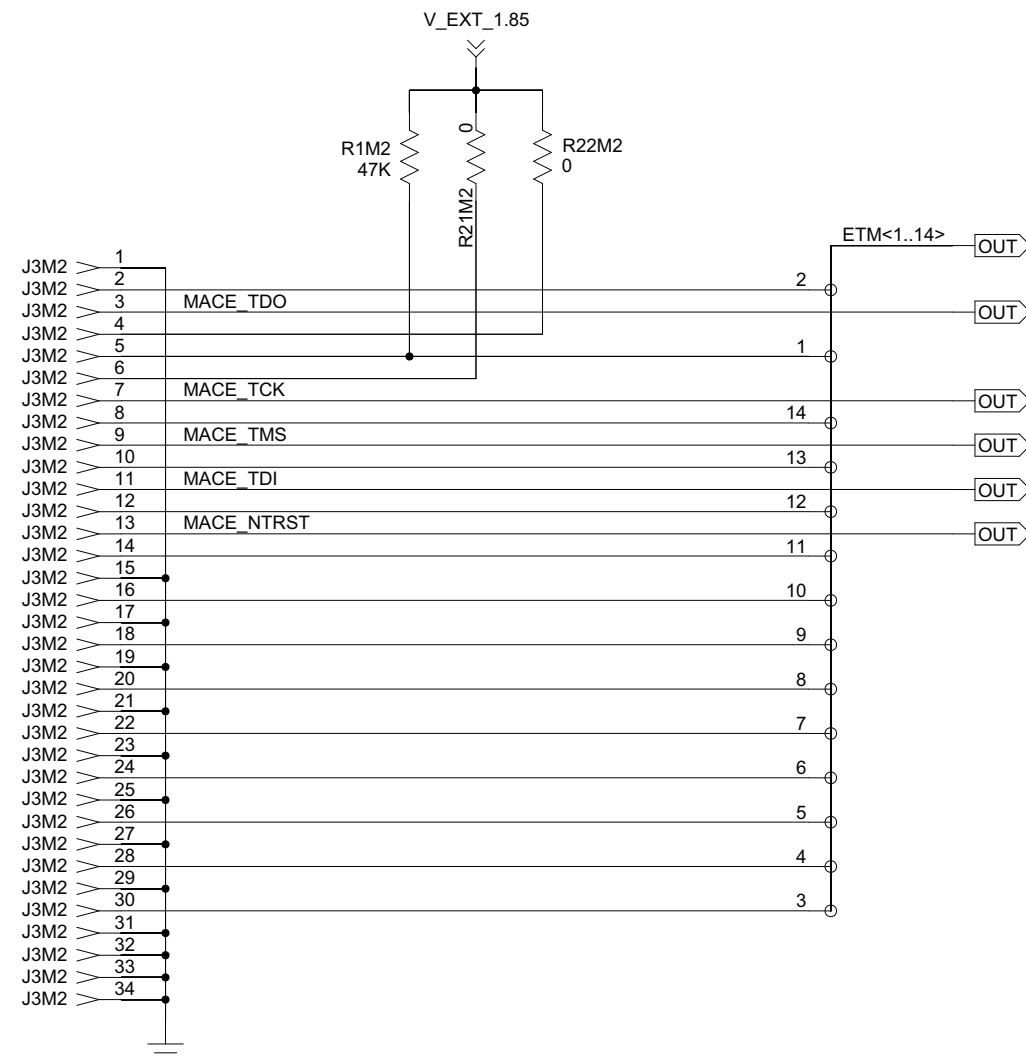 V_EXT_1.85
R1M2
47K
0
R21M2
R22M2
0
ETM<1..14>
OUT
J3M2 1
J3M2 2 2
J3M2 3 MACE_TDO OUT
J3M2 4
J3M2 5 1
J3M2 6
J3M2 7 MACE_TCK OUT
J3M2 8 14
J3M2 9 MACE_TMS OUT
J3M2 10 13
J3M2 11 MACE_TDI OUT
J3M2 12 12
J3M2 13 MACE_NTRST OUT
J3M2 14 11
J3M2 15
J3M2 16 10
J3M2 17
J3M2 18 9
J3M2 19
J3M2 20 8
J3M2 21
J3M2 22 7
J3M2 23
J3M2 24 6
J3M2 25
J3M2 26 5
J3M2 27
J3M2 28 4
J3M2 29
J3M2 30 3
J3M2 31
J3M2 32
J3M2 33
J3M2 34